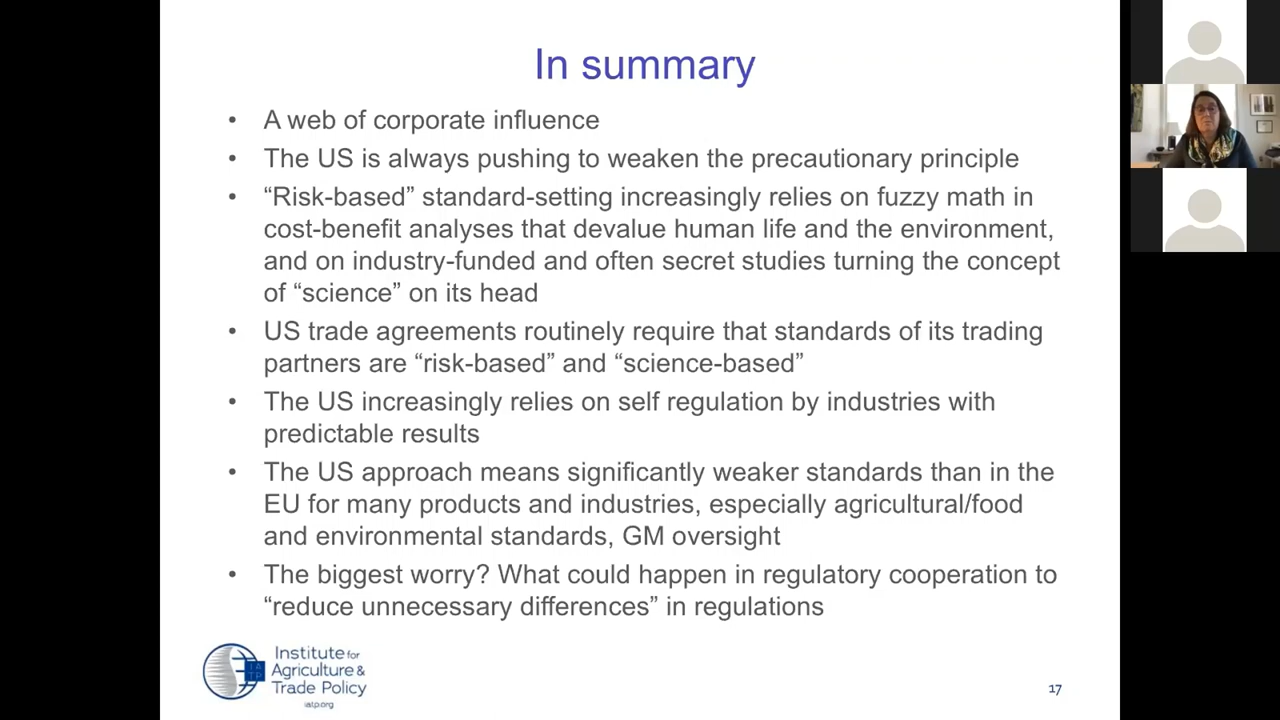 In summary
• A web of corporate influence
• The US is always pushing to weaken the precautionary principle
• “Risk-based” standard-setting increasingly relies on fuzzy math in
cost-benefit analyses that devalue human life and the environment,
and on industry-funded and often secret studies turning the concept
of “science” on its head
• US trade agreements routinely require that standards of its trading
partners are “risk-based” and “science-based”
• The US increasingly relies on self regulation by industries with
predictable results
• The US approach means significantly weaker standards than in the
EU for many products and industries, especially agricultural/food
and environmental standards, GM oversight
• The biggest worry? What could happen in regulatory cooperation to
“reduce unnecessary differences” in regulations
IA
TP
Institute for
Agriculture &
Trade Policy
iatp.org
17